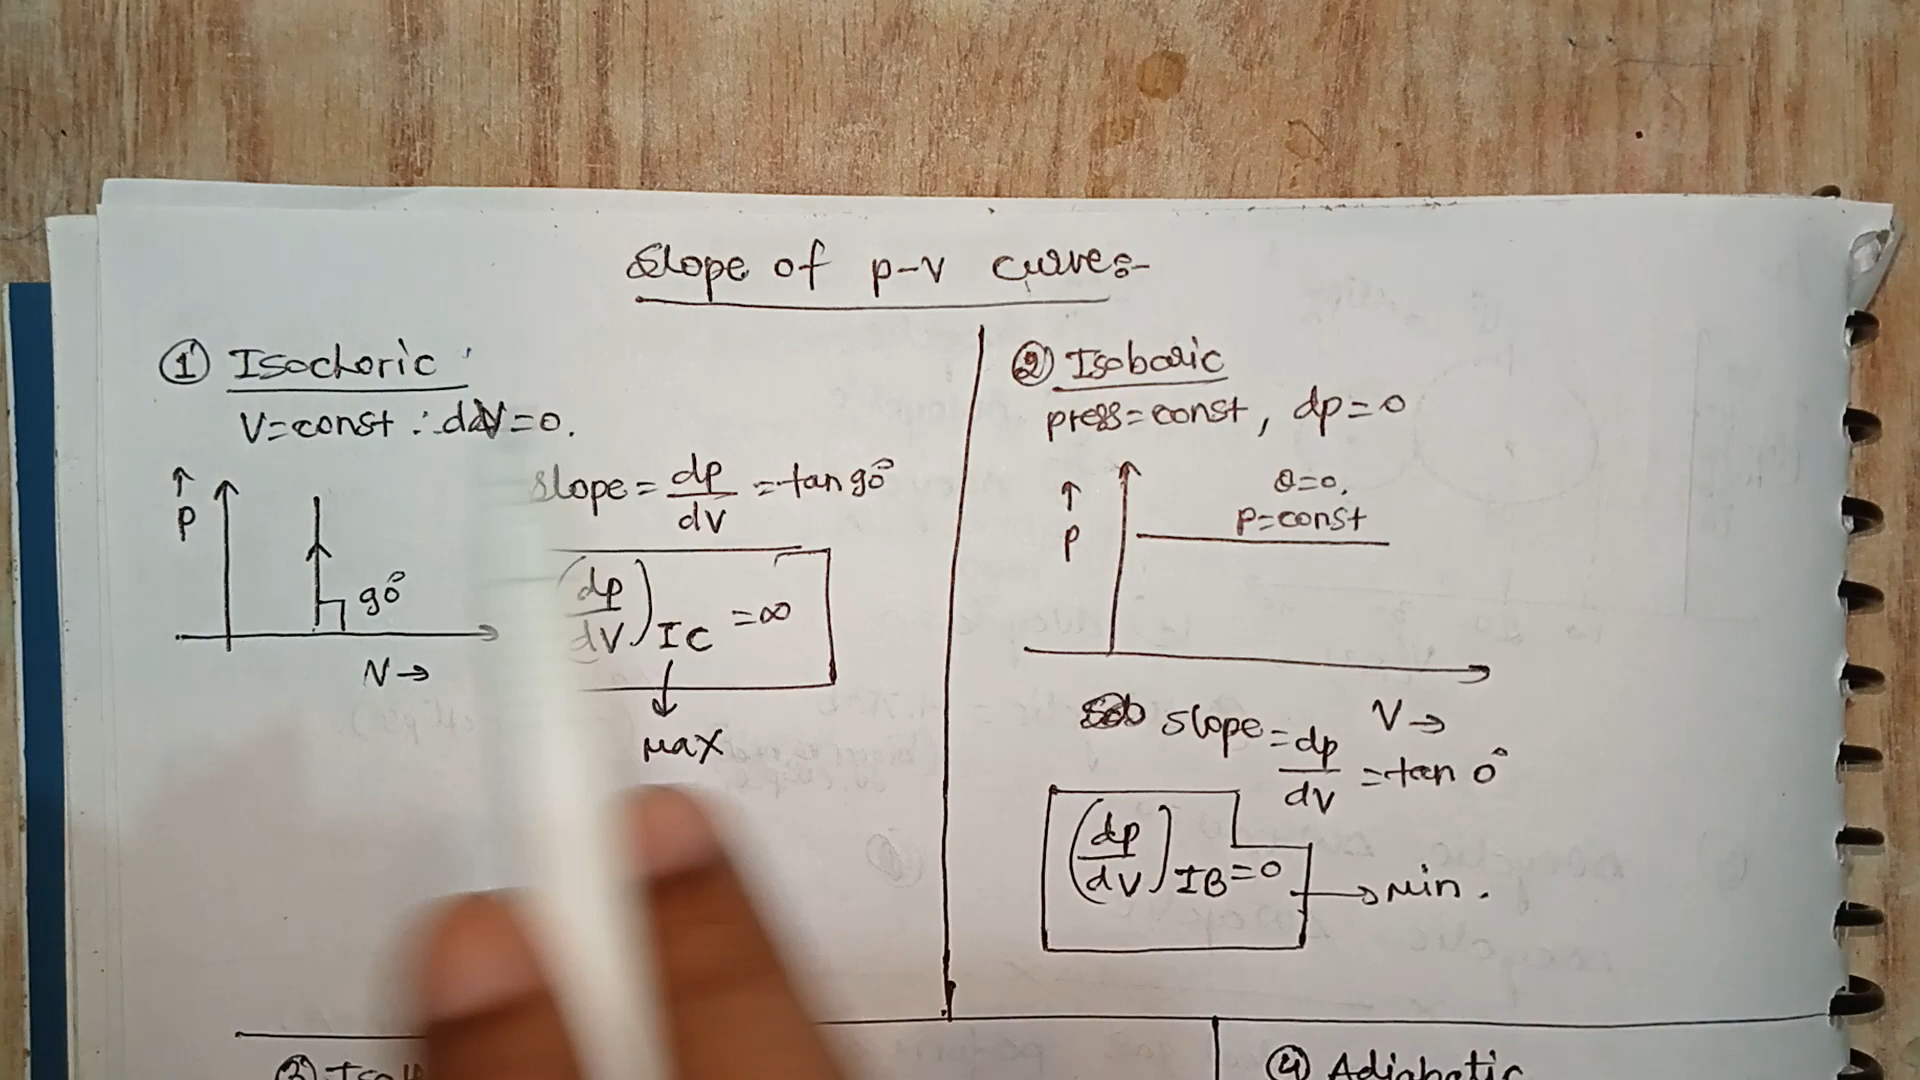 Slope of p-v curves:-
① Isochoric
V=const ∴ dV=0.
↑
P
90°
V→
slope = dp/dV = tan 90°
(dp/dV) IC = ∞
↓
Max
② Isobaric
press=const, dp=0
↑
P
θ=0,
P=const
V→
slope = dp/dV = tan 0°
(dp/dV) IB = 0 → Min.
④ Adiabatic